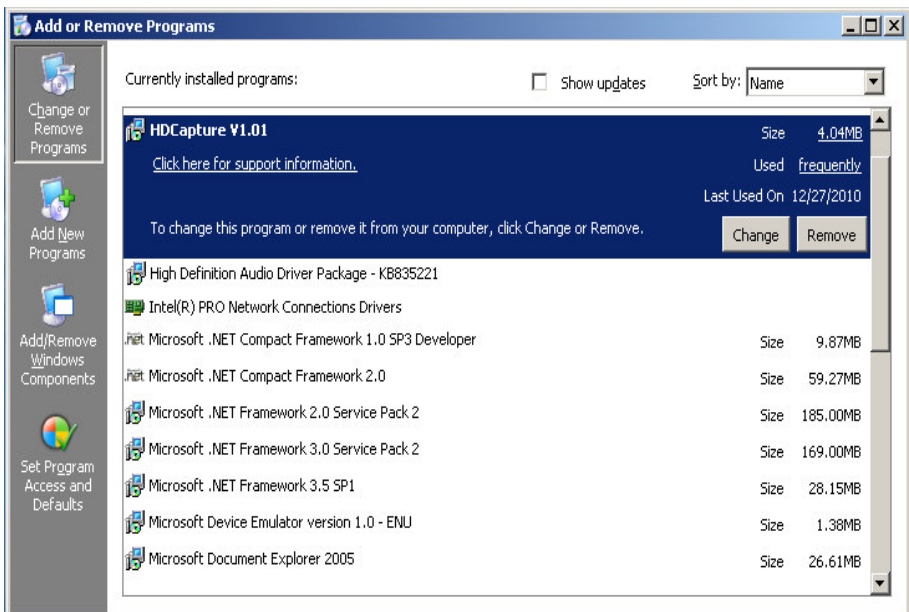 Add or Remove Programs
Change or
Remove
Programs
Add New
Programs
Add/Remove
Windows
Components
Set Program
Access and
Defaults
Currently installed programs:
Show updates
Sort by: Name
HDCapture V1.01 Size 4.04MB
Click here for support information. Used frequently
Last Used On 12/27/2010
To change this program or remove it from your computer, click Change or Remove. Change Remove
High Definition Audio Driver Package - KB835221
Intel(R) PRO Network Connections Drivers
.net Microsoft .NET Compact Framework 1.0 SP3 Developer Size 9.87MB
.net Microsoft .NET Compact Framework 2.0 Size 59.27MB
Microsoft .NET Framework 2.0 Service Pack 2 Size 185.00MB
Microsoft .NET Framework 3.0 Service Pack 2 Size 169.00MB
Microsoft .NET Framework 3.5 SP1 Size 28.15MB
Microsoft Device Emulator version 1.0 - ENU Size 1.38MB
Microsoft Document Explorer 2005 Size 26.61MB